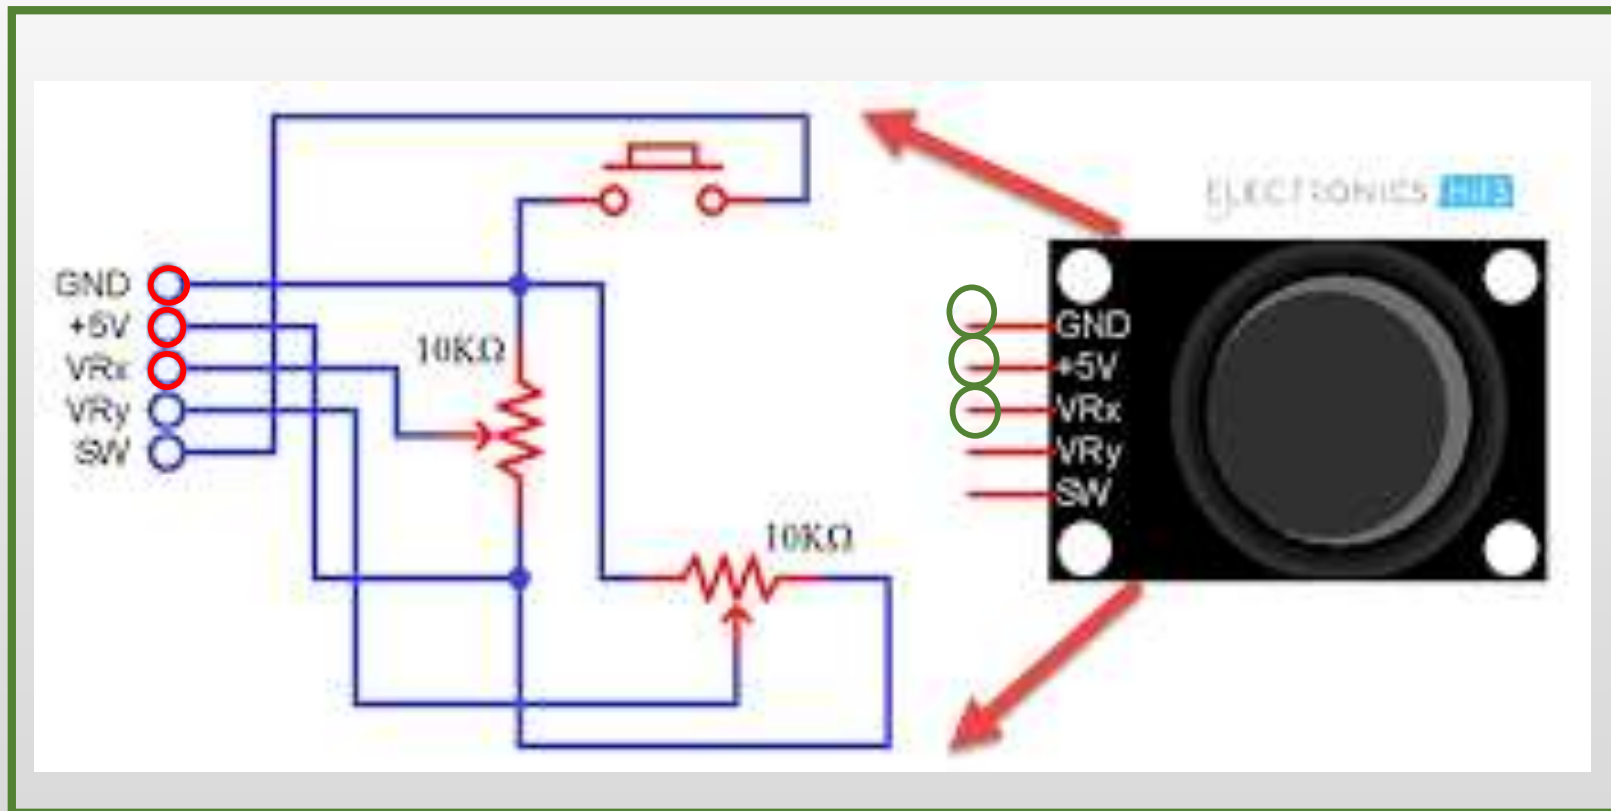 ELECTRONICS HUB
GND
+5V
VRx
VRy
SW
10KΩ
10KΩ
GND
+5V
VRx
VRy
SW